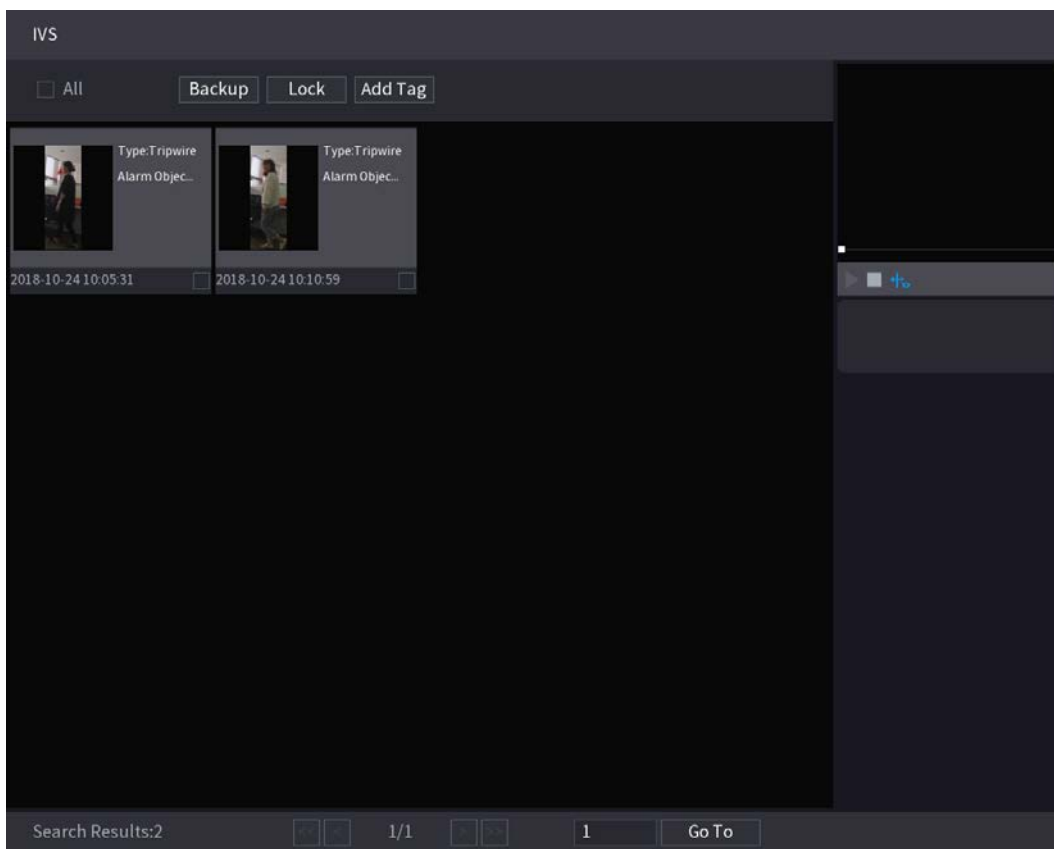 IVS
All
Backup
Lock
Add Tag
Type:Tripwire
Alarm Objec...
2018-10-24 10:05:31
Type:Tripwire
Alarm Objec...
2018-10-24 10:10:59
Search Results:2
<< <
1/1
> >>
1
Go To